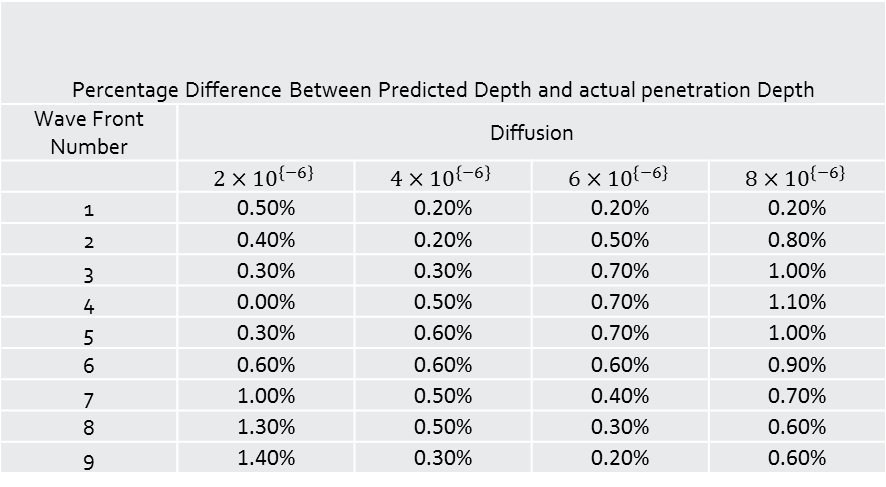 Percentage Difference Between Predicted Depth and actual penetration Depth
Wave Front
Number
Diffusion
2 × 10{−6} 4 × 10{−6} 6 × 10{−6} 8 × 10{−6}
1 0.50% 0.20% 0.20% 0.20%
2 0.40% 0.20% 0.50% 0.80%
3 0.30% 0.30% 0.70% 1.00%
4 0.00% 0.50% 0.70% 1.10%
5 0.30% 0.60% 0.70% 1.00%
6 0.60% 0.60% 0.60% 0.90%
7 1.00% 0.50% 0.40% 0.70%
8 1.30% 0.50% 0.30% 0.60%
9 1.40% 0.30% 0.20% 0.60%